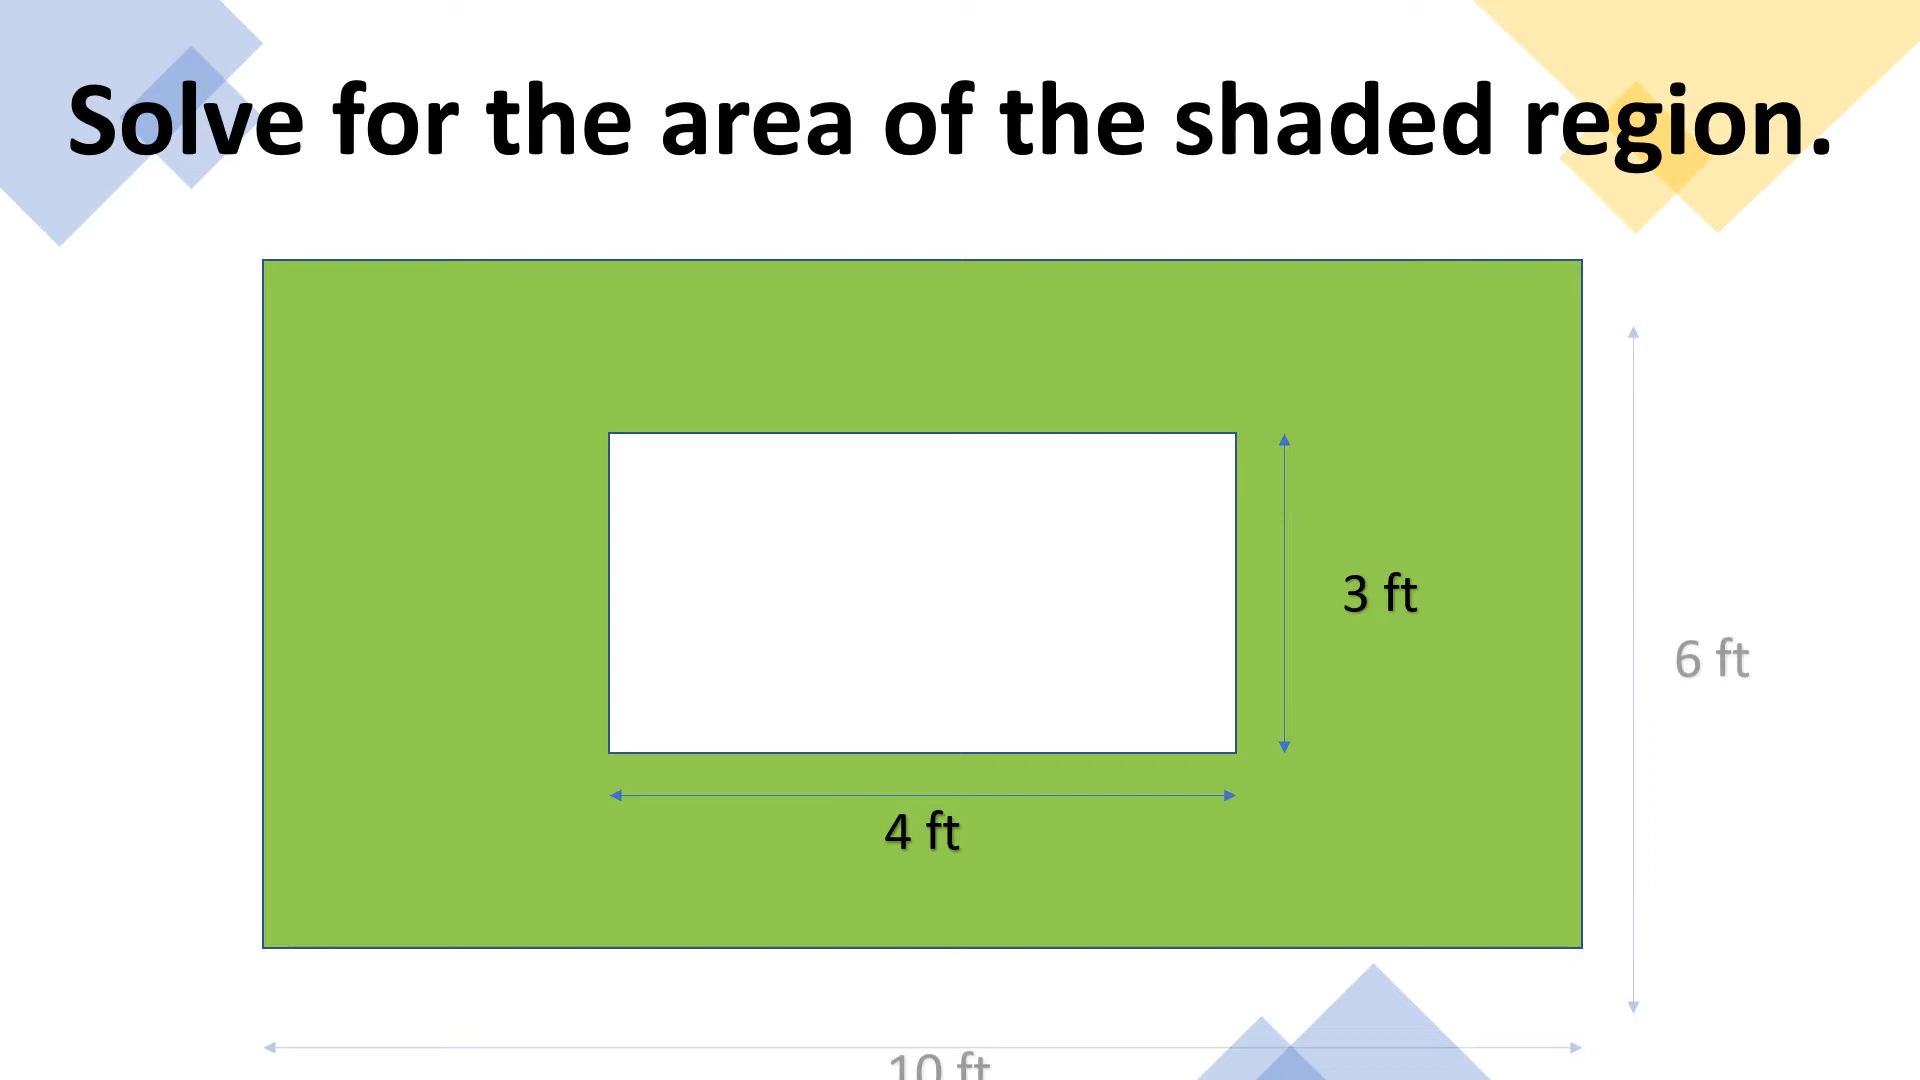 Solve for the area of the shaded region.
3 ft
6 ft
4 ft
10 ft